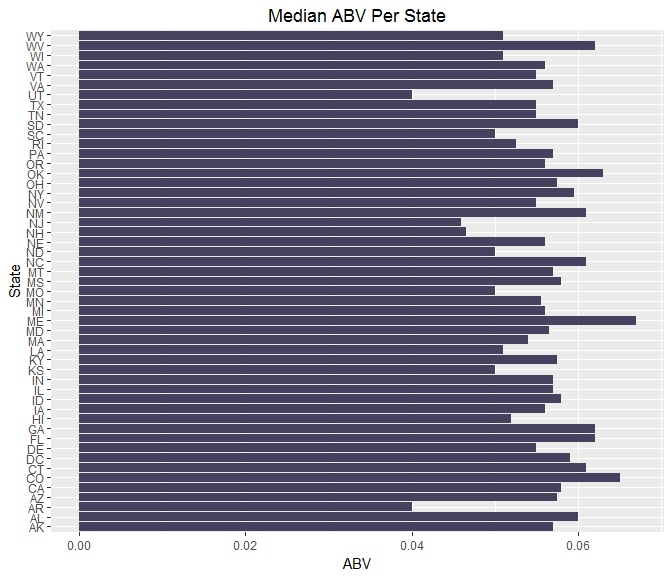 Median ABV Per State
WY
WV
WI
WA
VT
VA
UT
TX
TN
SD
SC
RI
PA
OR
OK
OH
NY
NV
NM
NJ
NH
NE
ND
NC
MT
MS
MO
MN
MI
ME
MD
MA
LA
KY
KS
IN
IL
ID
IA
HI
GA
FL
DE
DC
CT
CO
CA
AZ
AR
AL
AK
State
0.00 0.02 0.04 0.06
ABV